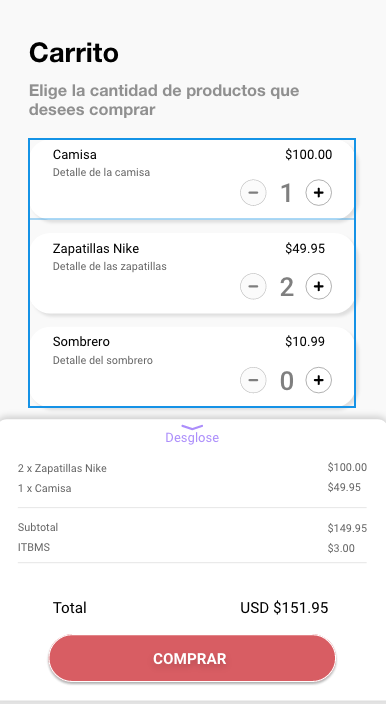 Carrito
Elige la cantidad de productos que
desees comprar
Camisa $100.00
Detalle de la camisa
1
Zapatillas Nike $49.95
Detalle de las zapatillas
2
Sombrero $10.99
Detalle del sombrero
0
Desglose
2 x Zapatillas Nike $100.00
1 x Camisa $49.95
Subtotal $149.95
ITBMS $3.00
Total USD $151.95
COMPRAR